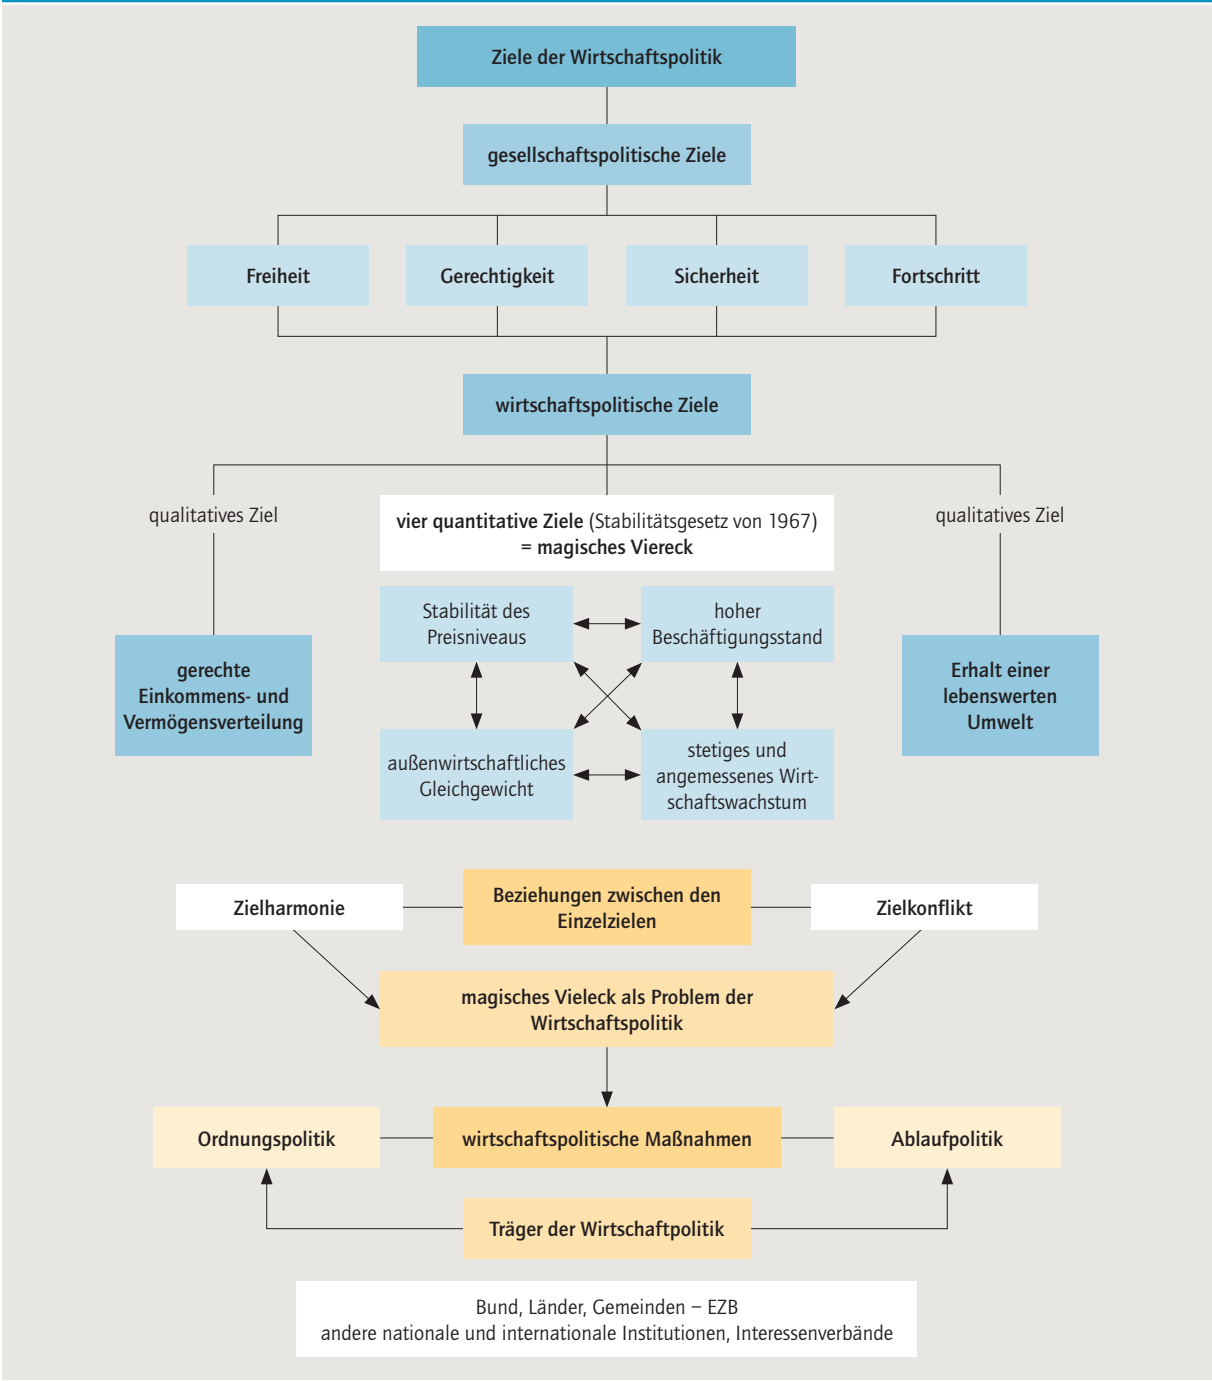 Ziele der Wirtschaftspolitik
gesellschaftspolitische Ziele
Freiheit
Gerechtigkeit
Sicherheit
Fortschritt
wirtschaftspolitische Ziele
qualitatives Ziel
vier quantitative Ziele (Stabilitätsgesetz von 1967)
= magisches Viereck
qualitatives Ziel
Stabilität des
Preisniveaus
hoher
Beschäftigungsstand
gerechte
Einkommens- und
Vermögensverteilung
Erhalt einer
lebenswerten
Umwelt
außenwirtschaftliches
Gleichgewicht
stetiges und
angemessenes Wirt-
schaftswachstum
Zielharmonie
Beziehungen zwischen den
Einzelzielen
Zielkonflikt
magisches Vieleck als Problem der
Wirtschaftspolitik
Ordnungspolitik
wirtschaftspolitische Maßnahmen
Ablaufpolitik
Träger der Wirtschaftpolitik
Bund, Länder, Gemeinden – EZB
andere nationale und internationale Institutionen, Interessenverbände